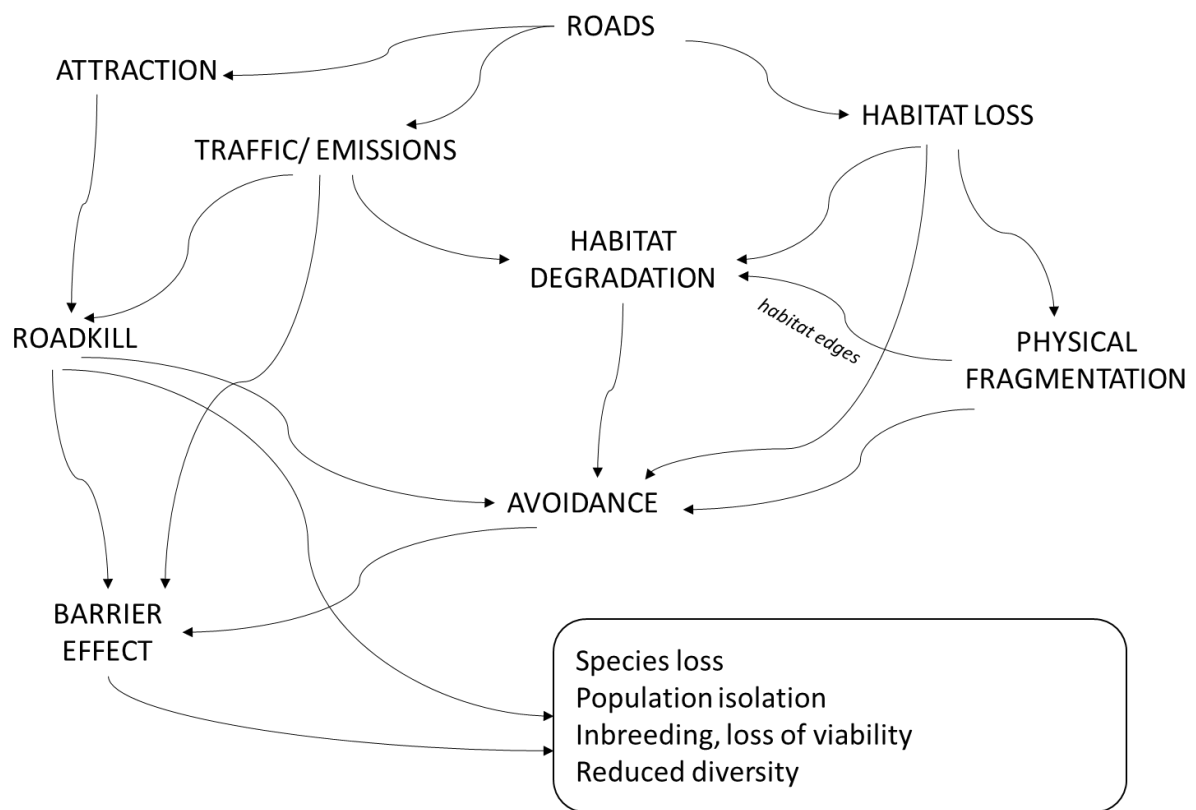 ROADS
ATTRACTION
HABITAT LOSS
TRAFFIC/ EMISSIONS
HABITAT
DEGRADATION
habitat edges
ROADKILL
PHYSICAL
FRAGMENTATION
AVOIDANCE
BARRIER
EFFECT
Species loss
Population isolation
Inbreeding, loss of viability
Reduced diversity